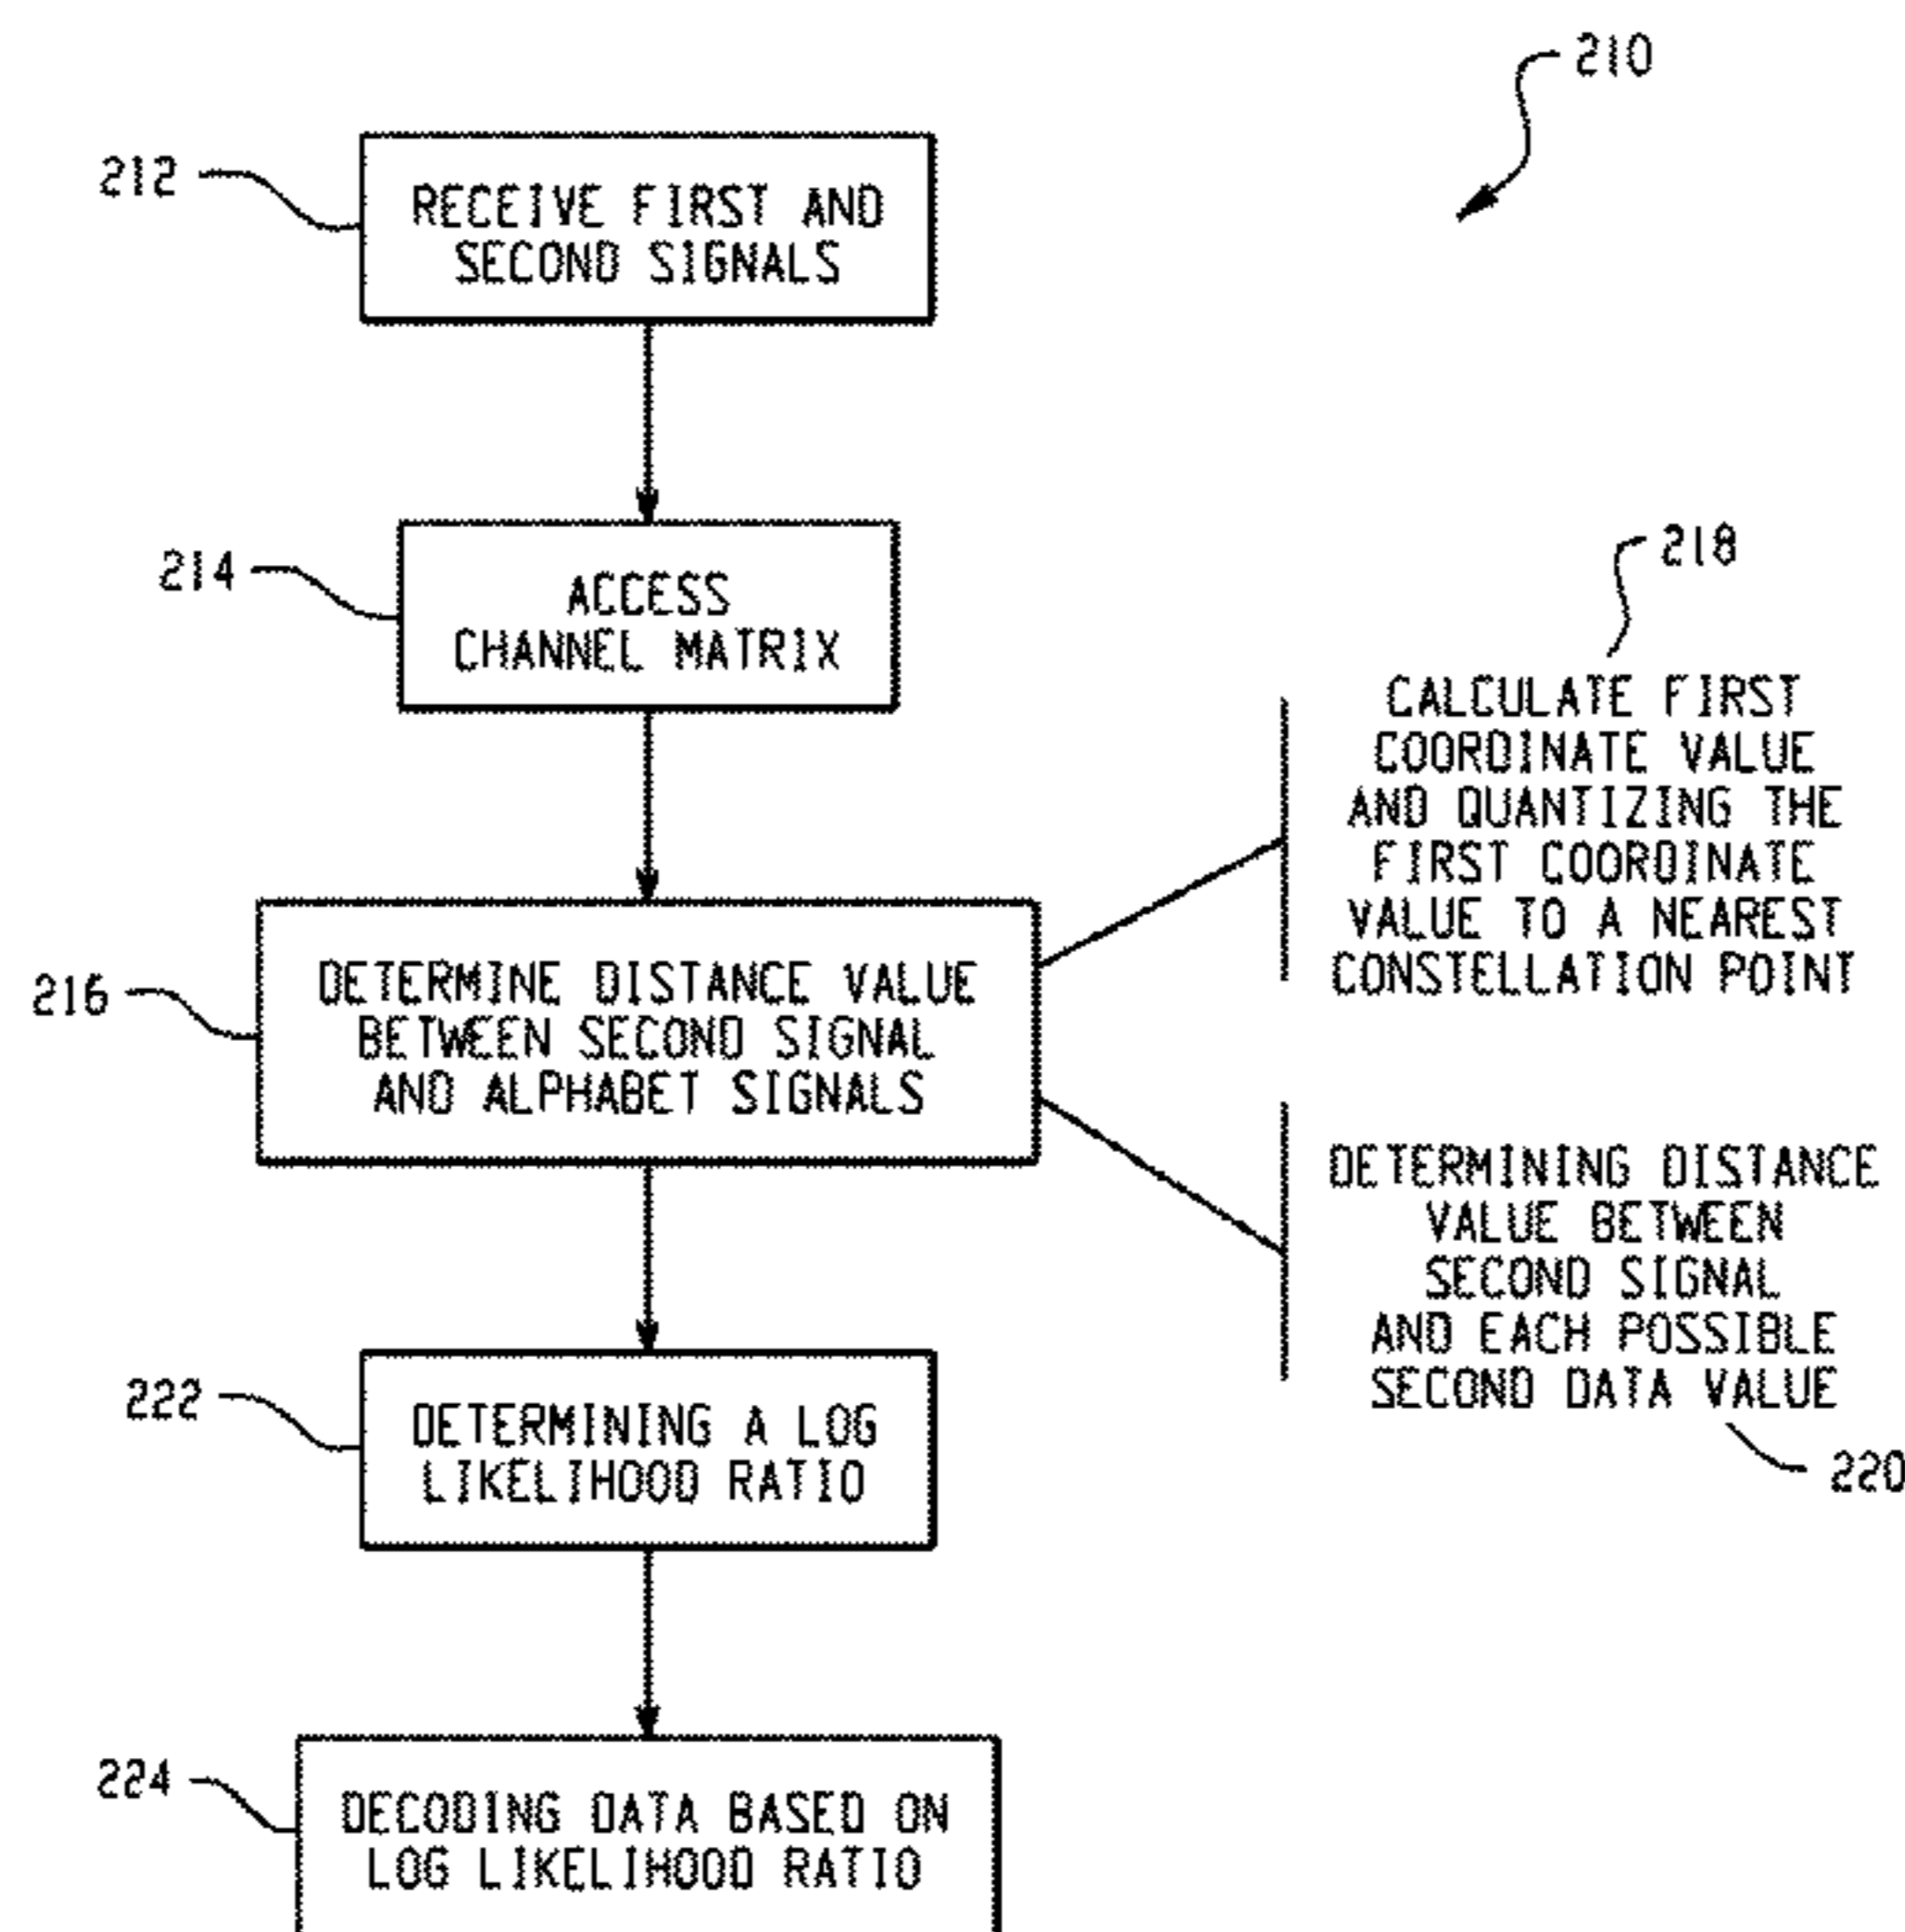 210
212
RECEIVE FIRST AND
SECOND SIGNALS
214
ACCESS
CHANNEL MATRIX
218
CALCULATE FIRST
COORDINATE VALUE
AND QUANTIZING THE
FIRST COORDINATE
VALUE TO A NEAREST
CONSTELLATION POINT
216
DETERMINE DISTANCE VALUE
BETWEEN SECOND SIGNAL
AND ALPHABET SIGNALS
DETERMINING DISTANCE
VALUE BETWEEN
SECOND SIGNAL
AND EACH POSSIBLE
SECOND DATA VALUE
220
222
DETERMINING A LOG
LIKELIHOOD RATIO
224
DECODING DATA BASED ON
LOG LIKELIHOOD RATIO